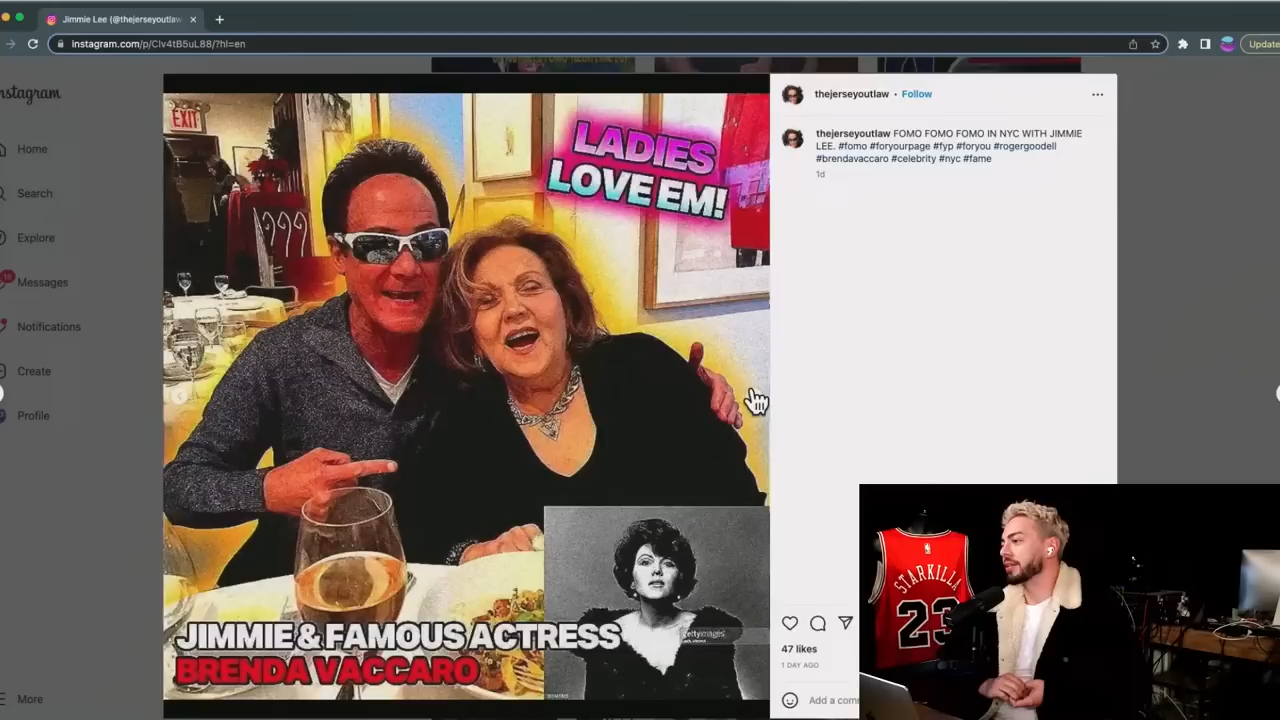 Jimmie Lee (@thejerseyoutlaw
instagram.com/p/Clv4tB5uL88/?hl=en
Update
nstagram
Home
Search
Explore
Messages
Notifications
Create
Profile
More
EXIT
LADIES
LOVE EM!
JIMMIE & FAMOUS ACTRESS
BRENDA VACCARO
gettyimages
thejerseyoutlaw • Follow
thejerseyoutlaw FOMO FOMO FOMO IN NYC WITH JIMMIE
LEE. #fomo #foryourpage #fyp #foryou #rogergoodell
#brendavaccaro #celebrity #nyc #fame
1d
47 likes
1 DAY AGO
Add a com
STARKILLA
23